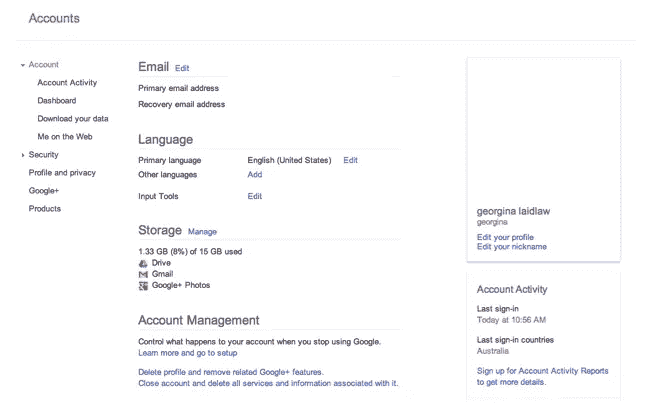 Accounts
Account
Account Activity
Dashboard
Download your data
Me on the Web
Security
Profile and privacy
Google+
Products
Email Edit
Primary email address
Recovery email address
Language
Primary language English (United States) Edit
Other languages Add
Input Tools Edit
Storage Manage
1.33 GB (8%) of 15 GB used
Drive
Gmail
Google+ Photos
Account Management
Control what happens to your account when you stop using Google.
Learn more and go to setup
Delete profile and remove related Google+ features.
Close account and delete all services and information associated with it.
georgina laidlaw
georgina
Edit your profile
Edit your nickname
Account Activity
Last sign-in
Today at 10:56 AM
Last sign-in countries
Australia
Sign up for Account Activity Reports
to get more details.